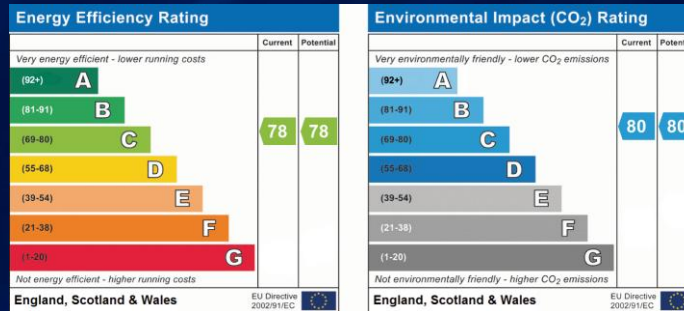 Energy Efficiency Rating
Current Potential
Very energy efficient - lower running costs
(92+) A
(81-91) B
(69-80) C
(55-68) D
(39-54) E
(21-38) F
(1-20) G
78 78
Not energy efficient - higher running costs
England, Scotland & Wales
EU Directive
2002/91/EC
Environmental Impact (CO₂) Rating
Current Potent
Very environmentally friendly - lower CO₂ emissions
(92+) A
(81-91) B
(69-80) C
(55-68) D
(39-54) E
(21-38) F
(1-20) G
80 80
Not environmentally friendly - higher CO₂ emissions
England, Scotland & Wales
EU Directive
2002/91/EC